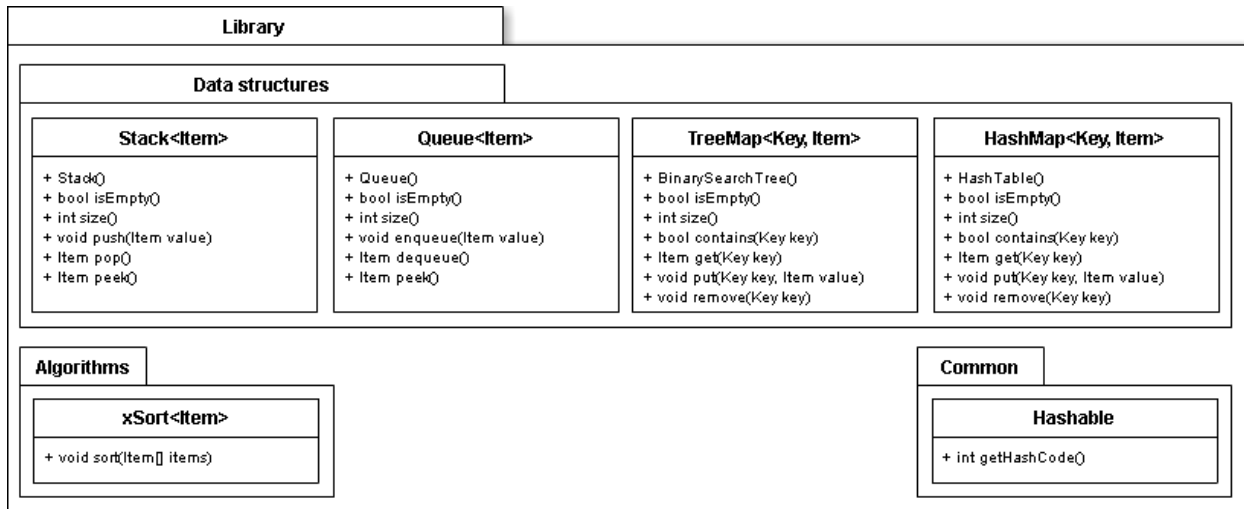 Library
Data structures
Stack<Item>
+ Stack()
+ bool isEmpty()
+ int size()
+ void push(Item value)
+ Item pop()
+ Item peek()
Queue<Item>
+ Queue()
+ bool isEmpty()
+ int size()
+ void enqueue(Item value)
+ Item dequeue()
+ Item peek()
TreeMap<Key, Item>
+ BinarySearchTree()
+ bool isEmpty()
+ int size()
+ bool contains(Key key)
+ Item get(Key key)
+ void put(Key key, Item value)
+ void remove(Key key)
HashMap<Key, Item>
+ HashTable()
+ bool isEmpty()
+ int size()
+ bool contains(Key key)
+ Item get(Key key)
+ void put(Key key, Item value)
+ void remove(Key key)
Algorithms
xSort<Item>
+ void sort(Item[] items)
Common
Hashable
+ int getHashCode()